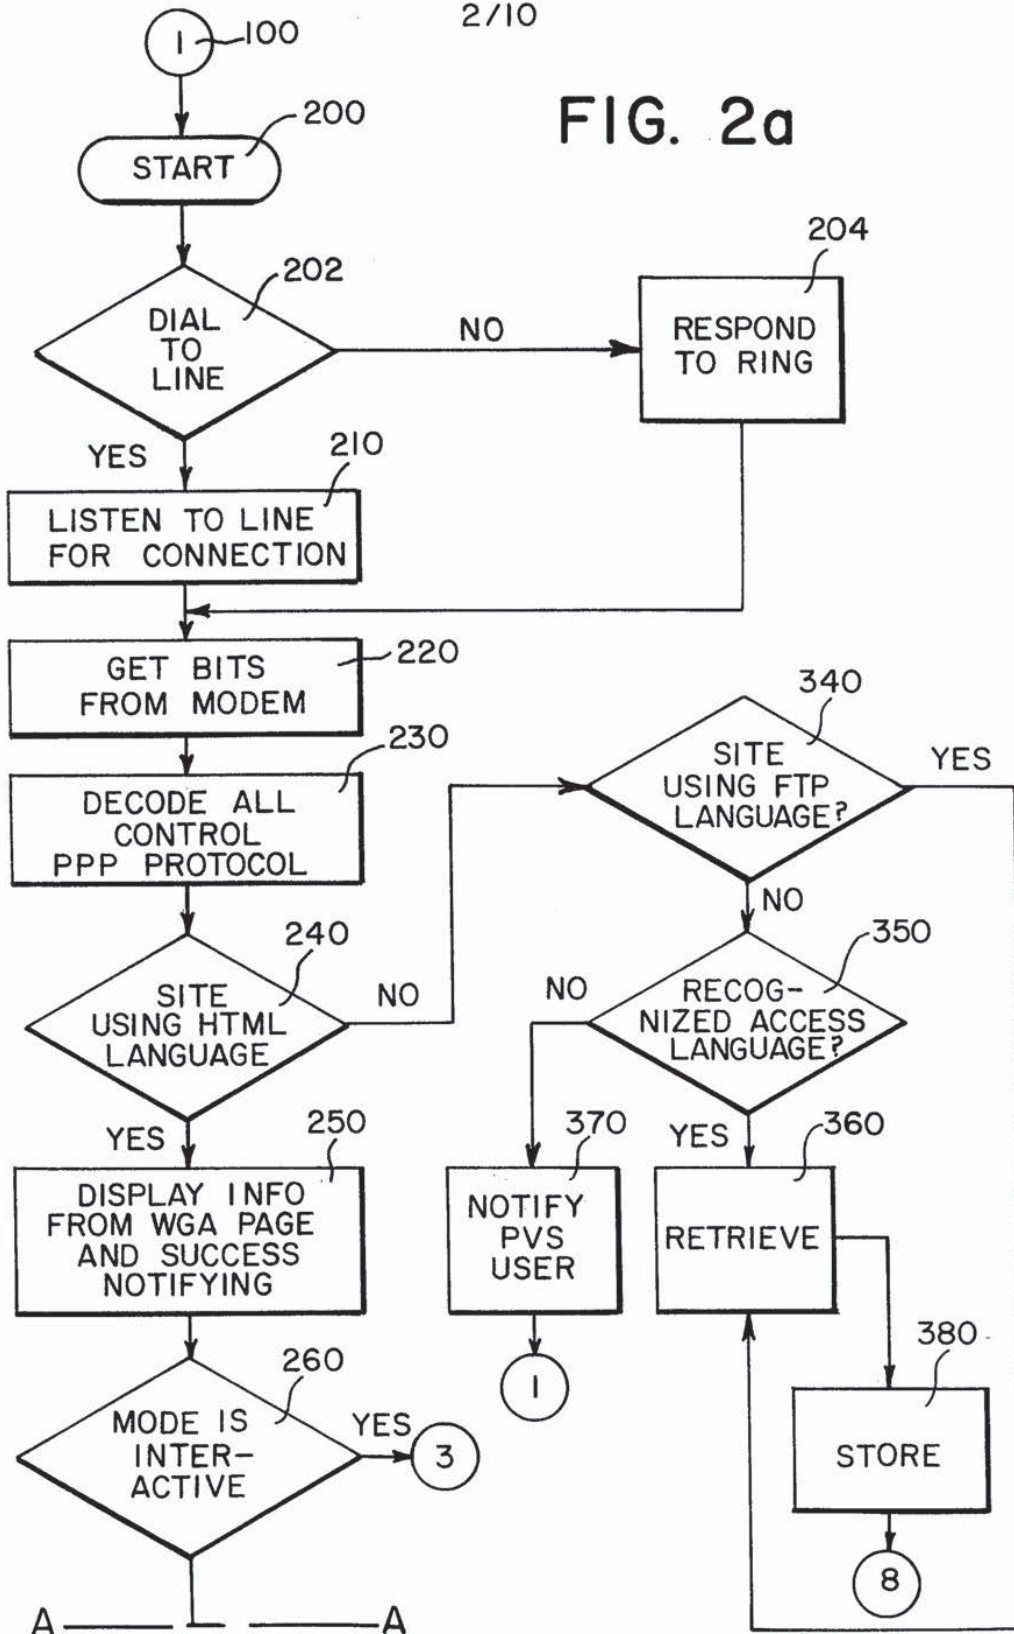 2/10
1
100
FIG. 2a
200
START
202
DIAL
TO
LINE
NO
204
RESPOND
TO RING
YES
210
LISTEN TO LINE
FOR CONNECTION
220
GET BITS
FROM MODEM
230
DECODE ALL
CONTROL
PPP PROTOCOL
240
SITE
USING HTML
LANGUAGE
NO
340
SITE
USING FTP
LANGUAGE?
YES
NO
350
RECOG-
NIZED ACCESS
LANGUAGE?
NO
YES
YES
250
DISPLAY INFO
FROM WGA PAGE
AND SUCCESS
NOTIFYING
370
NOTIFY
PVS
USER
1
360
RETRIEVE
380
STORE
8
260
MODE IS
INTER-
ACTIVE
YES
3
A
A